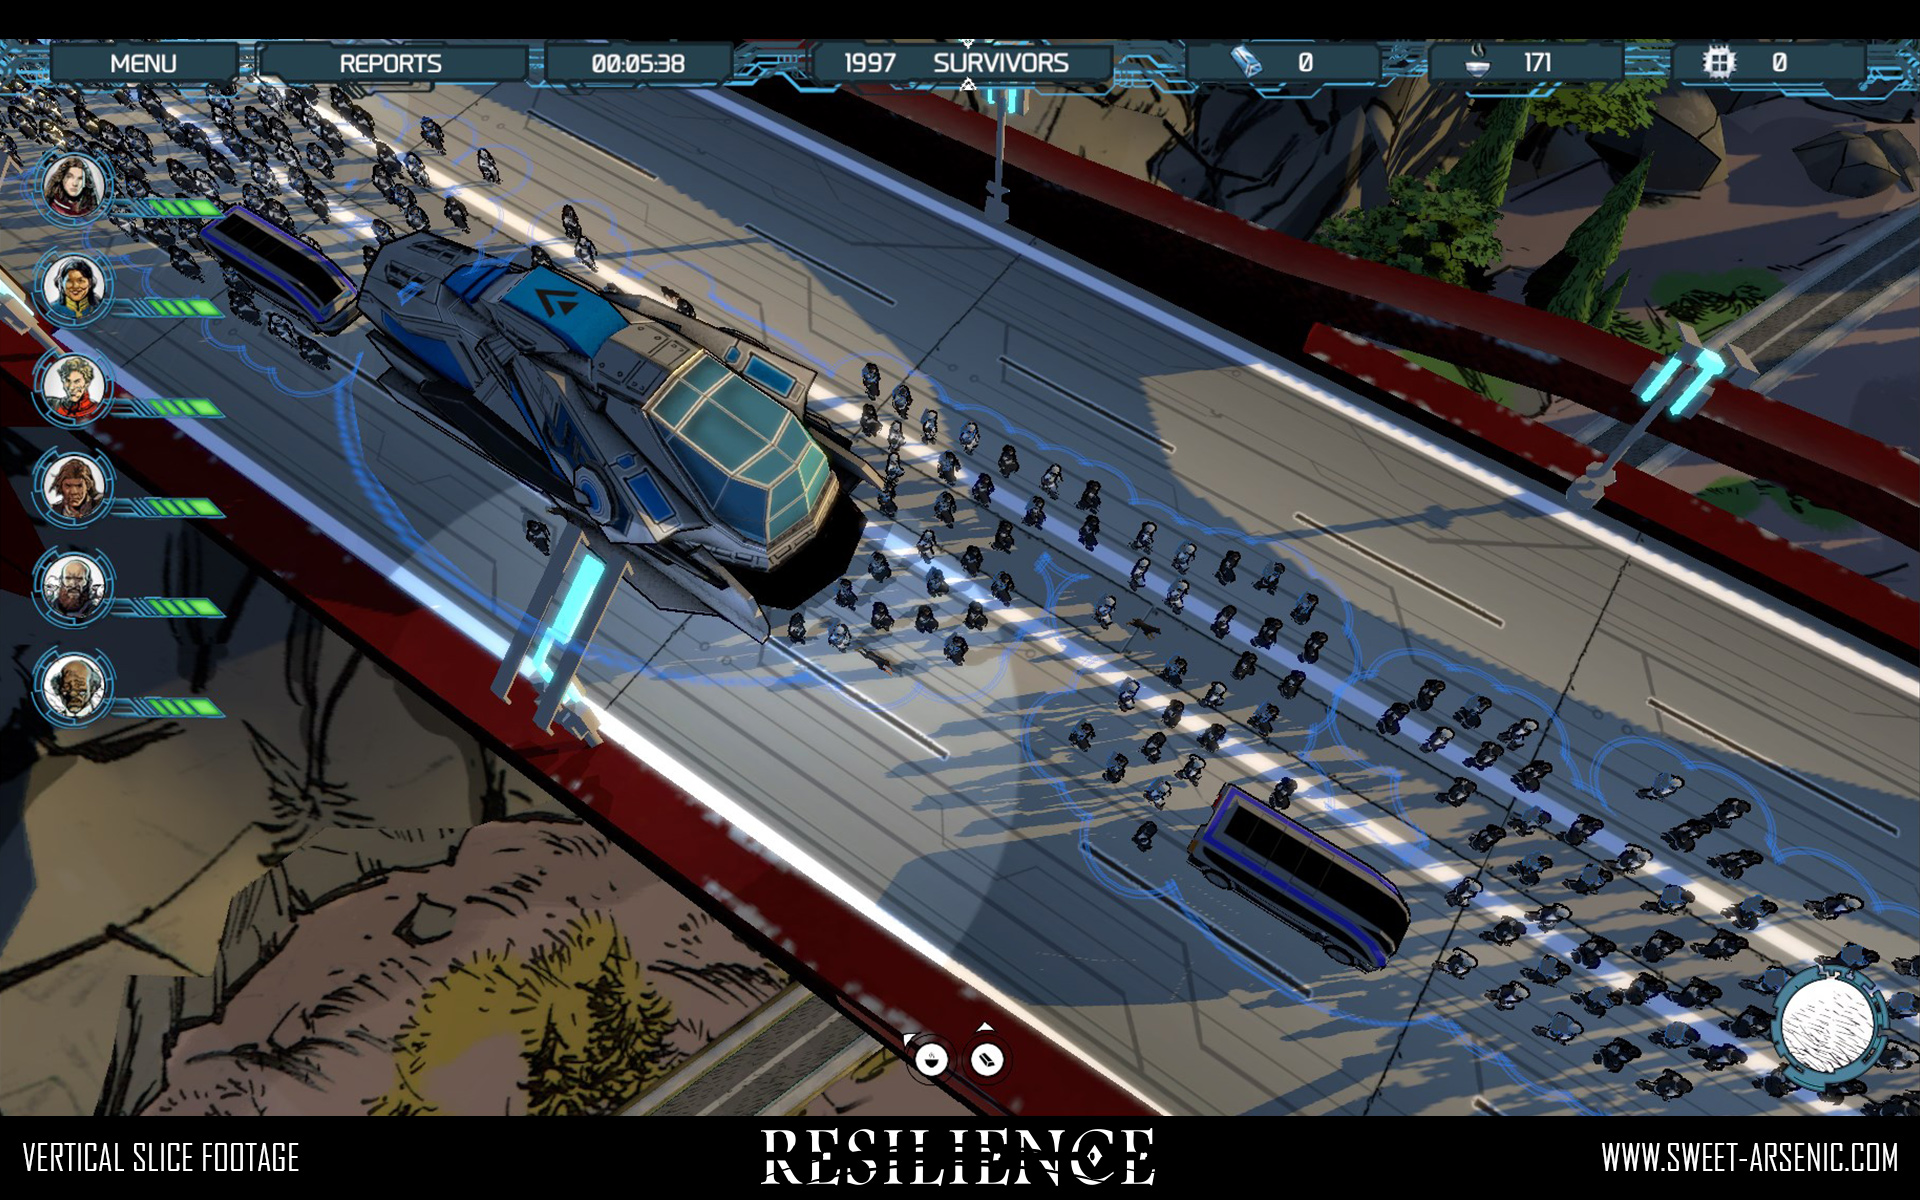 MENU
REPORTS
00:05:38
1997 SURVIVORS
0
171
0
VERTICAL SLICE FOOTAGE
RESILIENCE
WWW.SWEET-ARSENIC.COM